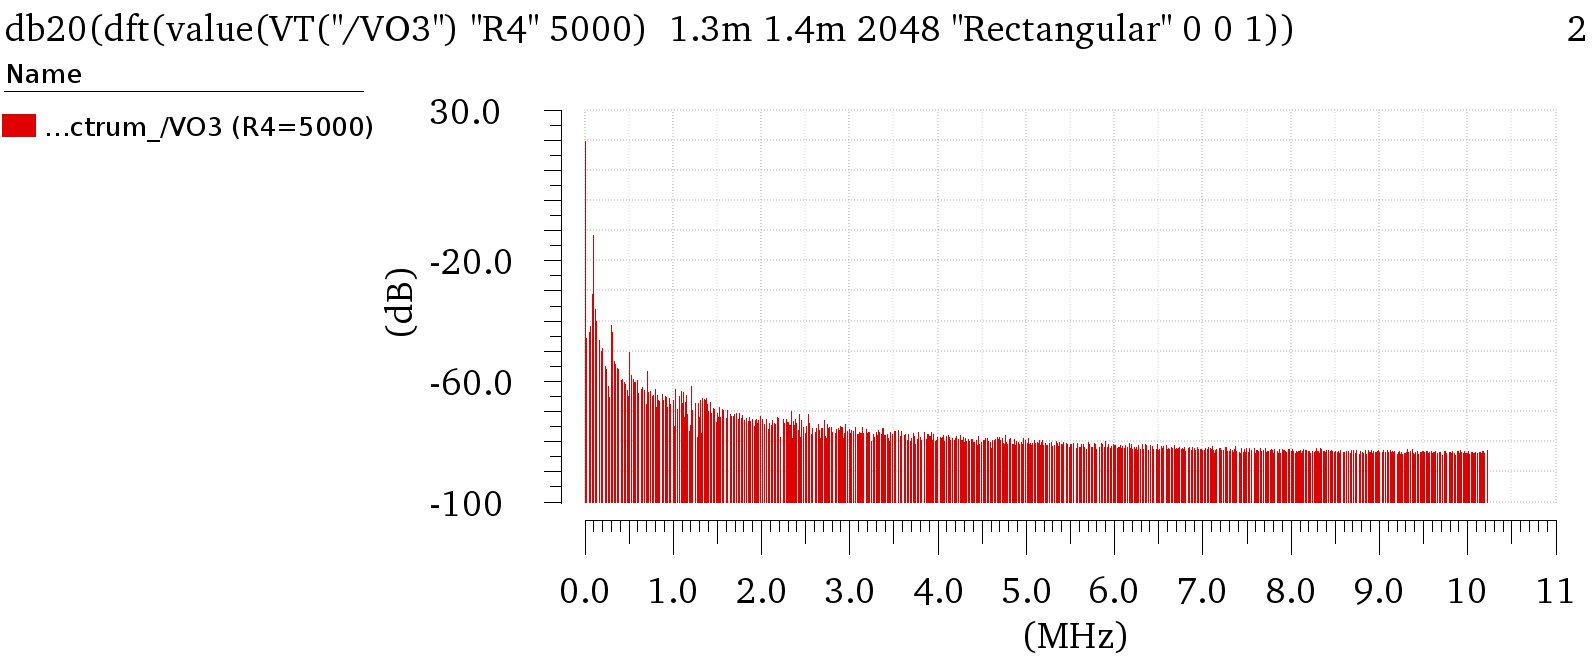 db20(dft(value(VT("/VO3") "R4" 5000)  1.3m 1.4m 2048 "Rectangular" 0 0 1)) 2
Name
...ctrum_/VO3 (R4=5000)
30.0
-20.0
-60.0
-100
(dB)
0.0 1.0 2.0 3.0 4.0 5.0 6.0 7.0 8.0 9.0 10 11
(MHz)